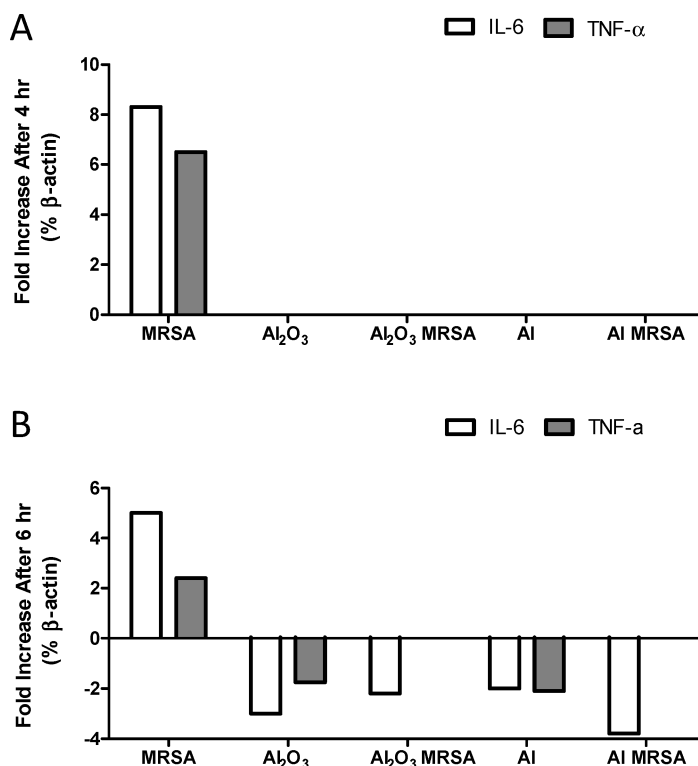 A
IL-6 TNF-α
Fold Increase After 4 hr
(% β-actin)
10
8
6
4
2
0
MRSA Al₂O₃ Al₂O₃ MRSA Al Al MRSA
B
IL-6 TNF-a
Fold Increase After 6 hr
(% β-actin)
6
4
2
0
-2
-4
MRSA Al₂O₃ Al₂O₃ MRSA Al Al MRSA